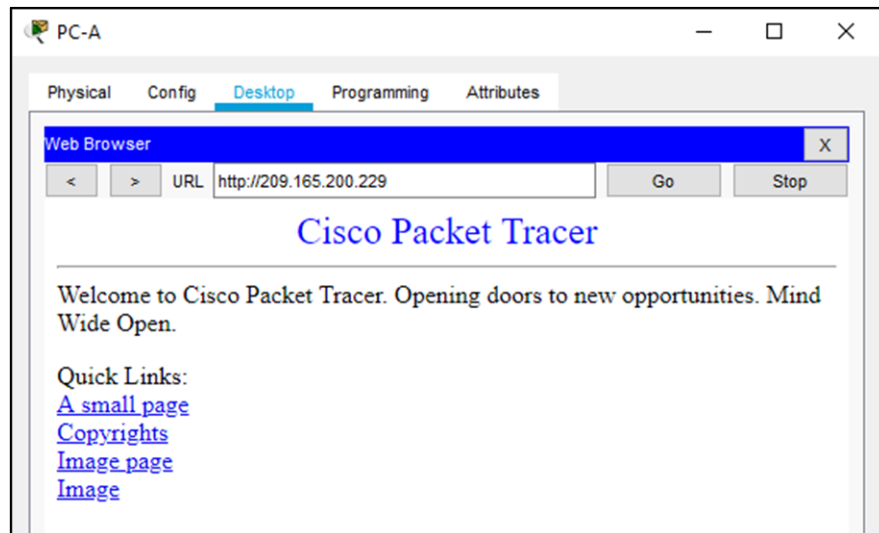 PC-A
Physical Config Desktop Programming Attributes
Web Browser X
< > URL http://209.165.200.229 Go Stop
Cisco Packet Tracer
Welcome to Cisco Packet Tracer. Opening doors to new opportunities. Mind
Wide Open.
Quick Links:
A small page
Copyrights
Image page
Image